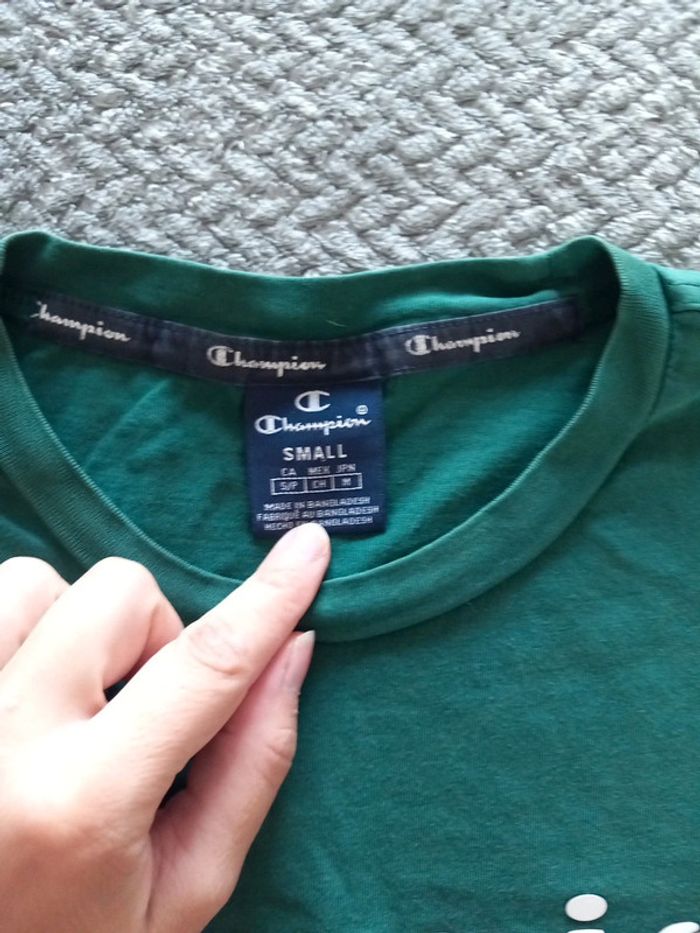 Champion Champion Champion
Champion®
SMALL
CA MEX JPN
S/P CH M
MADE IN BANGLADESH
FABRIQUÉ AU BANGLADESH
HECHO EN BANGLADESH